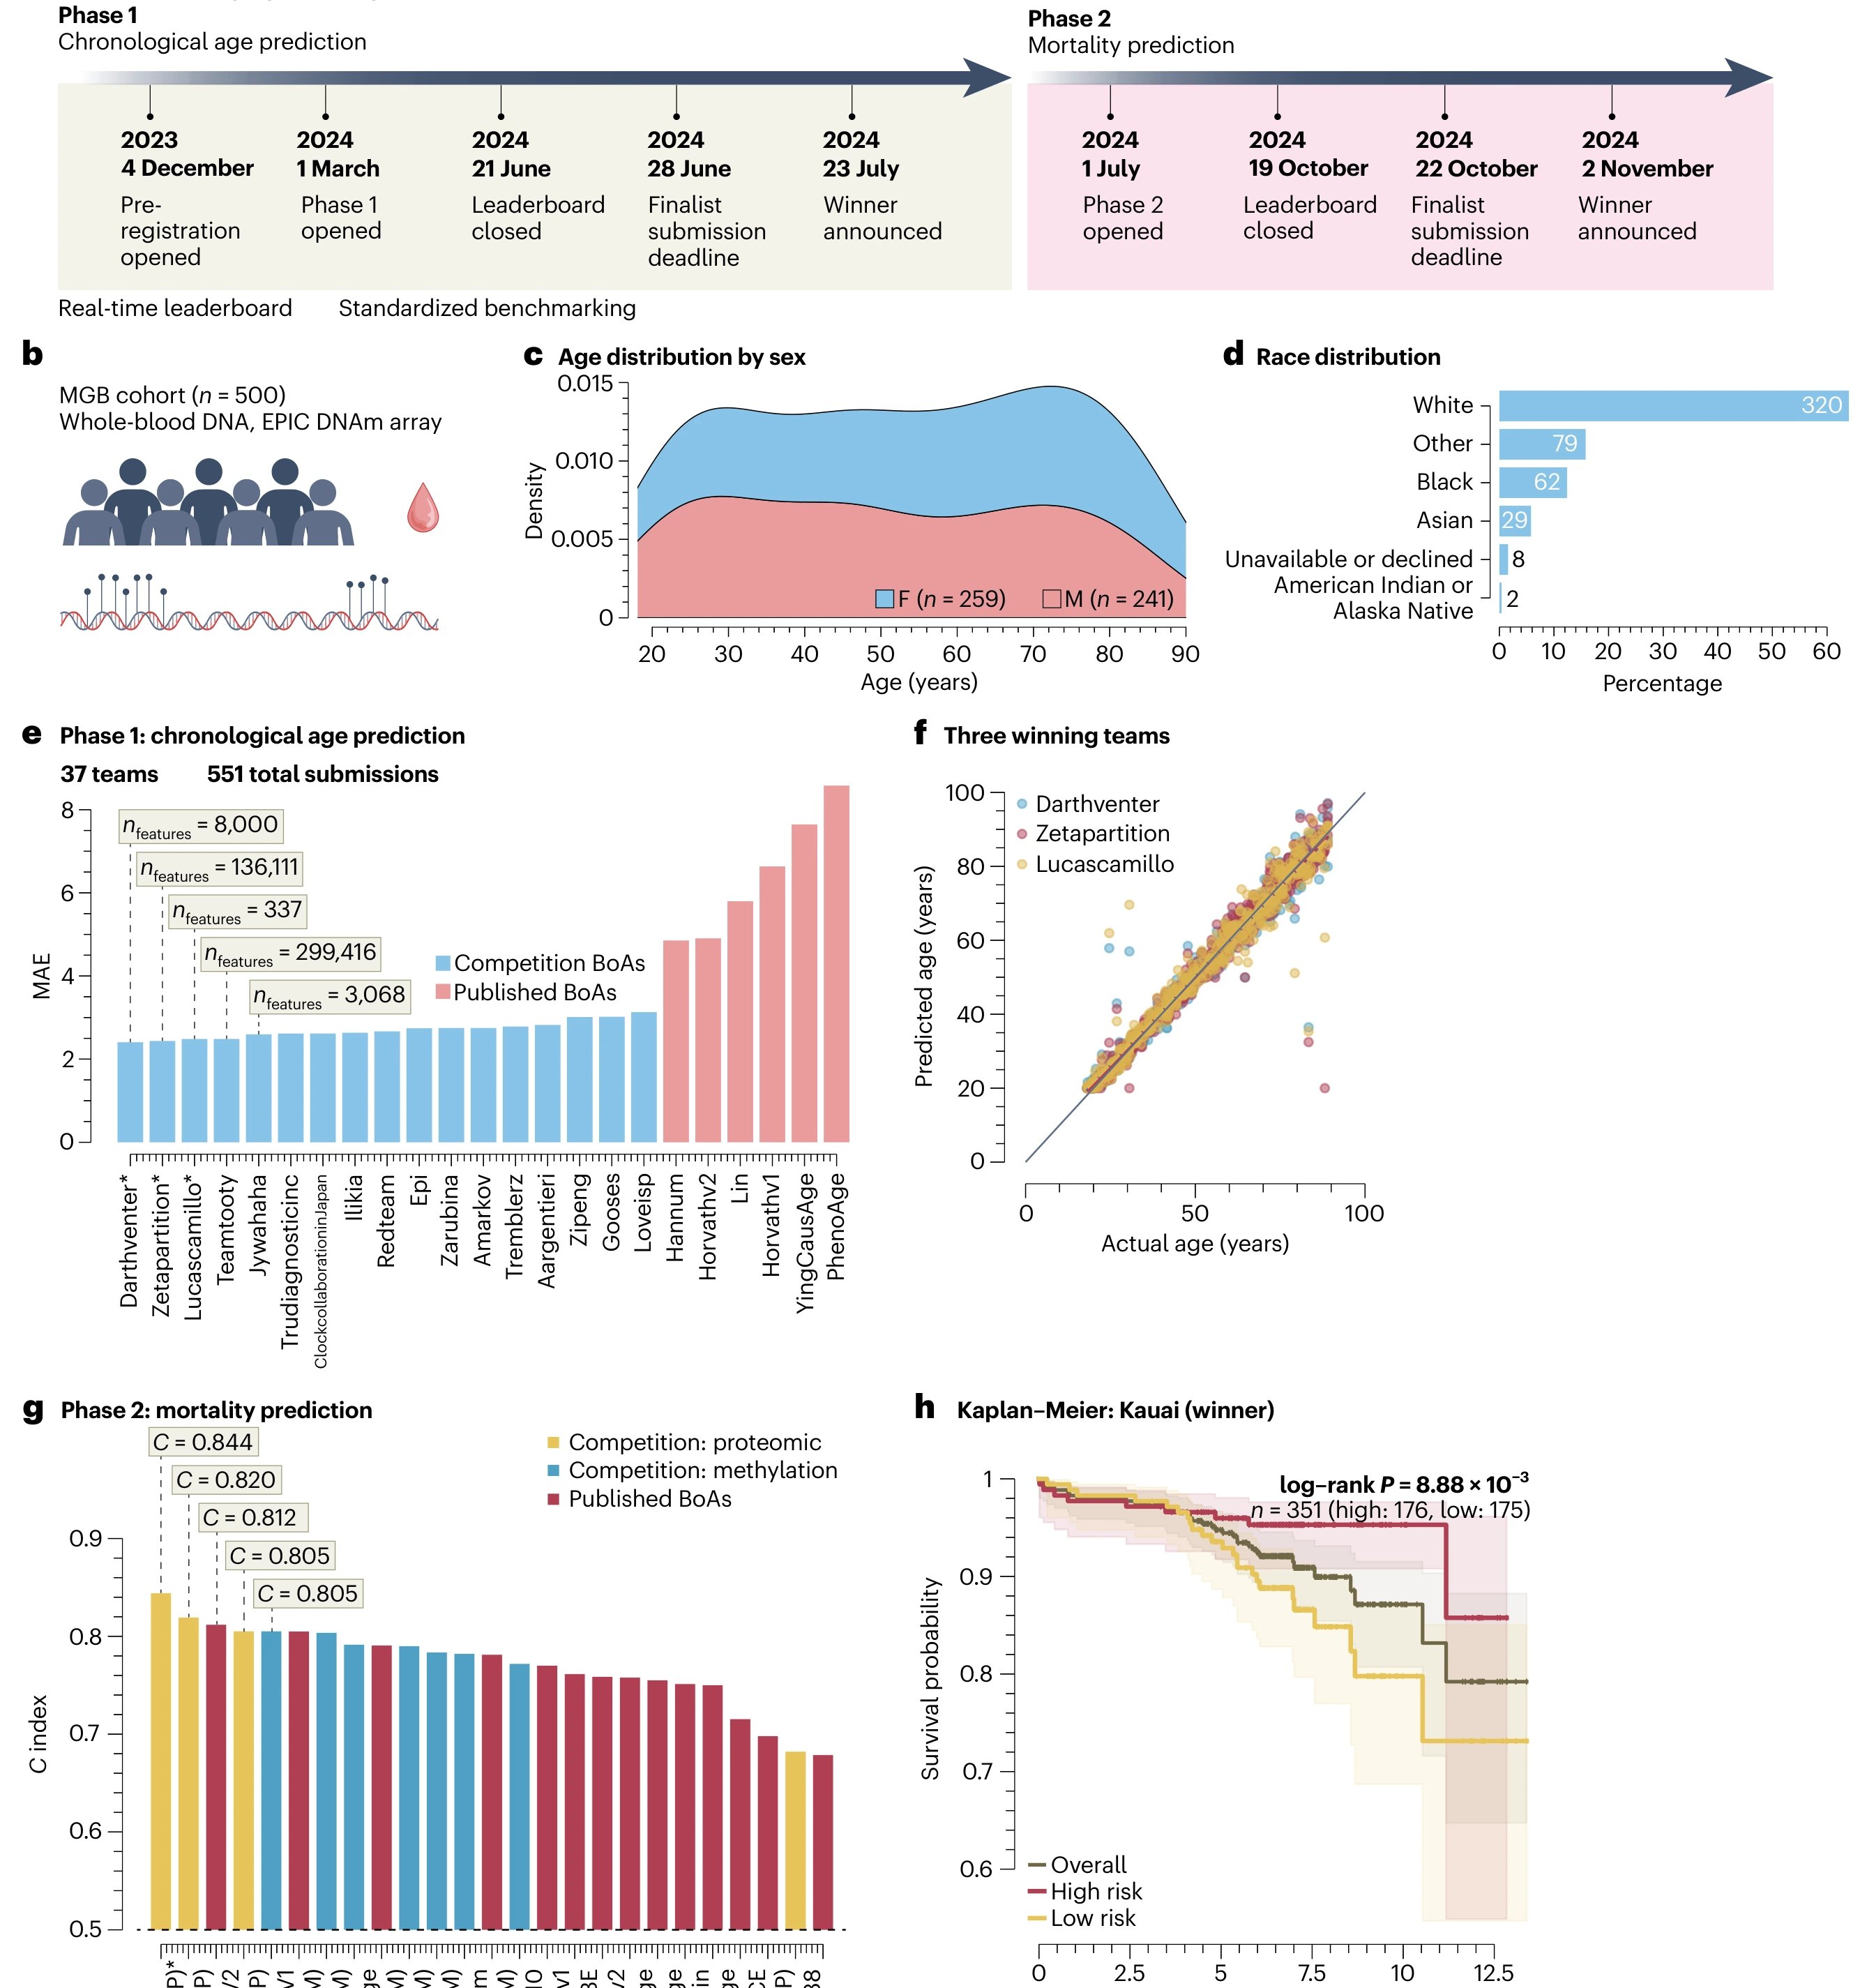 Phase 1
Chronological age prediction
2023
4 December
Pre-
registration
opened
2024
1 March
Phase 1
opened
2024
21 June
Leaderboard
closed
2024
28 June
Finalist
submission
deadline
2024
23 July
Winner
announced
Phase 2
Mortality prediction
2024
1 July
Phase 2
opened
2024
19 October
Leaderboard
closed
2024
22 October
Finalist
submission
deadline
2024
2 November
Winner
announced
Real-time leaderboard
Standardized benchmarking
b
MGB cohort (n = 500)
Whole-blood DNA, EPIC DNAm array
c Age distribution by sex
Density
0.015
0.010
0.005
0
F (n = 259) M (n = 241)
20 30 40 50 60 70 80 90
Age (years)
d Race distribution
White 320
Other 79
Black 62
Asian 29
Unavailable or declined 8
American Indian or
Alaska Native 2
0 10 20 30 40 50 60
Percentage
e Phase 1: chronological age prediction
37 teams 551 total submissions
MAE
8
6
4
2
0
nfeatures = 8,000
nfeatures = 136,111
nfeatures = 337
nfeatures = 299,416
nfeatures = 3,068
Competition BoAs
Published BoAs
Darthventer*
Zetapartition*
Lucascamillo*
Teamtooty
Jywahaha
Trudiagnosticinc
ClockcollaborationinJapan
Ilikia
Redteam
Epi
Zarubina
Amarkov
Tremblerz
Aargentieri
Zipeng
Gooses
Loveisp
Hannum
Horvathv2
Lin
Horvathv1
YingCausAge
PhenoAge
f Three winning teams
Predicted age (years)
100
80
60
40
20
0
Darthventer
Zetapartition
Lucascamillo
0 50 100
Actual age (years)
g Phase 2: mortality prediction
C = 0.844
C = 0.820
C = 0.812
C = 0.805
C = 0.805
Competition: proteomic
Competition: methylation
Published BoAs
C index
0.9
0.8
0.7
0.6
0.5
h Kaplan–Meier: Kauai (winner)
log–rank P = 8.88 × 10⁻³
n = 351 (high: 176, low: 175)
Survival probability
1
0.9
0.8
0.7
0.6
Overall
High risk
Low risk
0 2.5 5 7.5 10 12.5